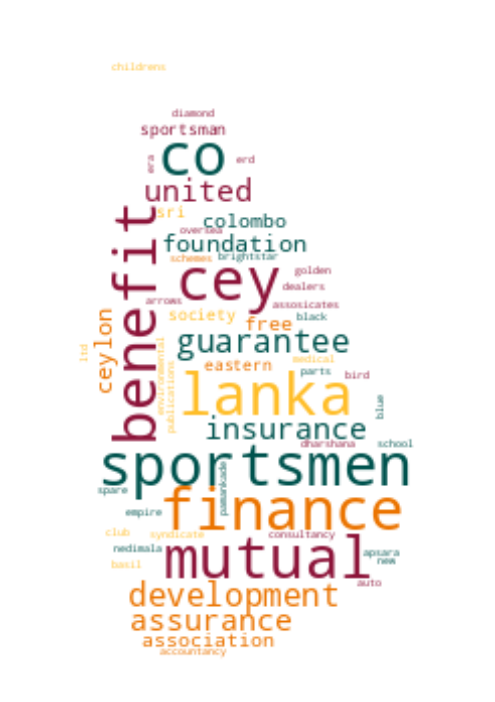 childrens
diamond
sportsman
era
co
erd
united
sri
colombo
oversea
foundation
schemes
brightstar
benefit
cey
golden
dealers
arrows
assosicates
society
free
black
ceylon
guarantee
ltd
environmental
eastern
medical
publications
lanka
parts
bird
blue
insurance
dharshana
school
sportsmen
spare
pamankade
finance
empire
club
syndicate
consultancy
nedimala
mutual
apsara
new
basil
auto
development
assurance
association
accountancy